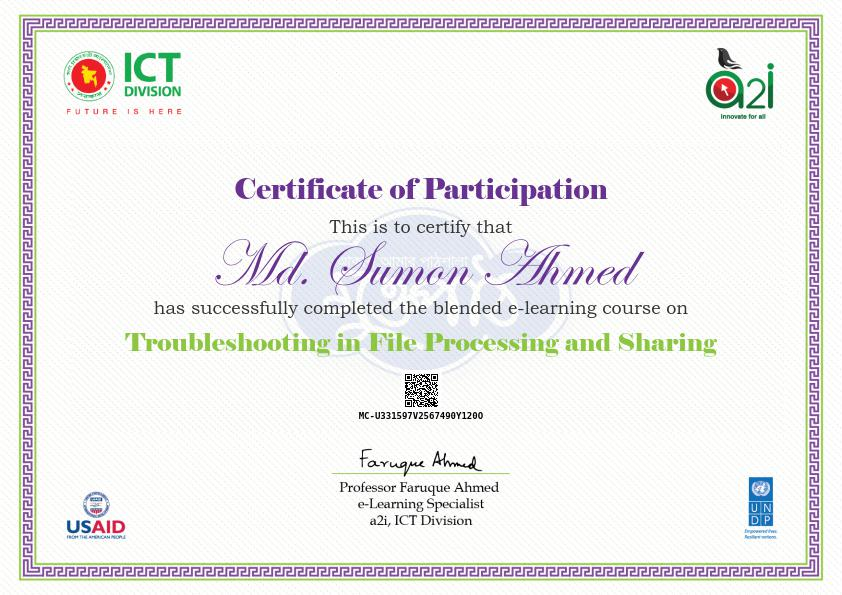 ICT
DIVISION
FUTURE IS HERE
a2i
Innovate for all
Certificate of Participation
This is to certify that
Md. Sumon Ahmed
has successfully completed the blended e-learning course on
Troubleshooting in File Processing and Sharing
MC-U331597V2567490Y1200
Faruque Ahmed
Professor Faruque Ahmed
e-Learning Specialist
a2i, ICT Division
USAID
FROM THE AMERICAN PEOPLE
UN
DP
Empowered lives.
Resilient nations.